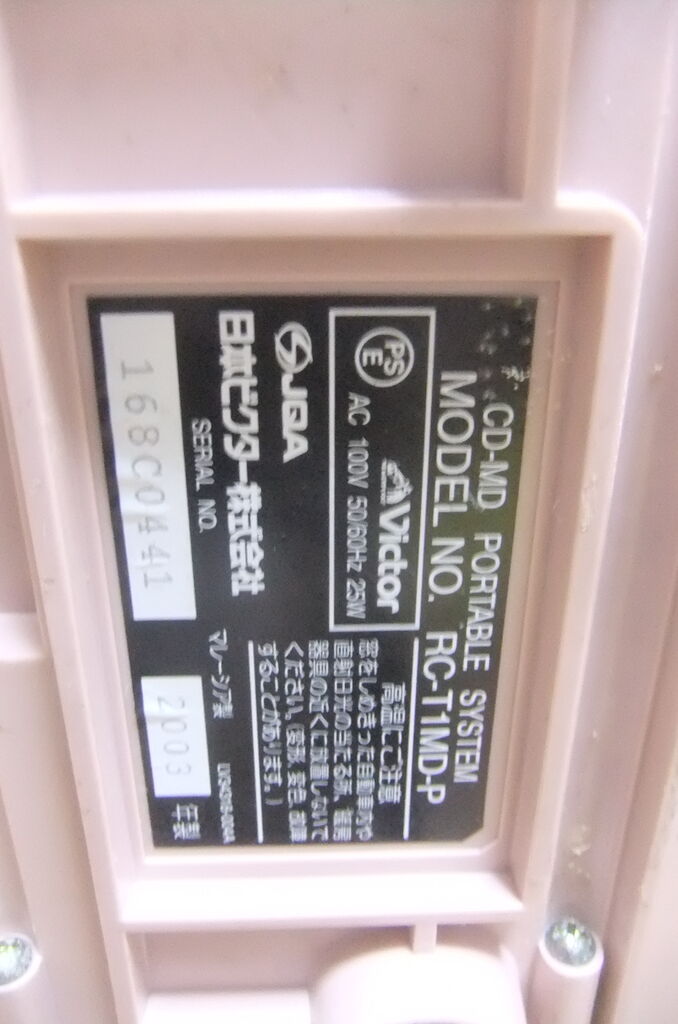 CD-MD PORTABLE SYSTEM
MODEL NO. RC-T1MD-P
Victor
PS
E
AC 100V 50/60Hz 25W
高温にご注意
窓をしめきった自動車内や
直射日光の当たる所、暖房
器具の近くに放置しないで
ください。(変形、変色、故障
することがあります。)
JQA
日本ビクター株式会社
SERIAL NO.
168C0441
マレーシア製
2003 年製